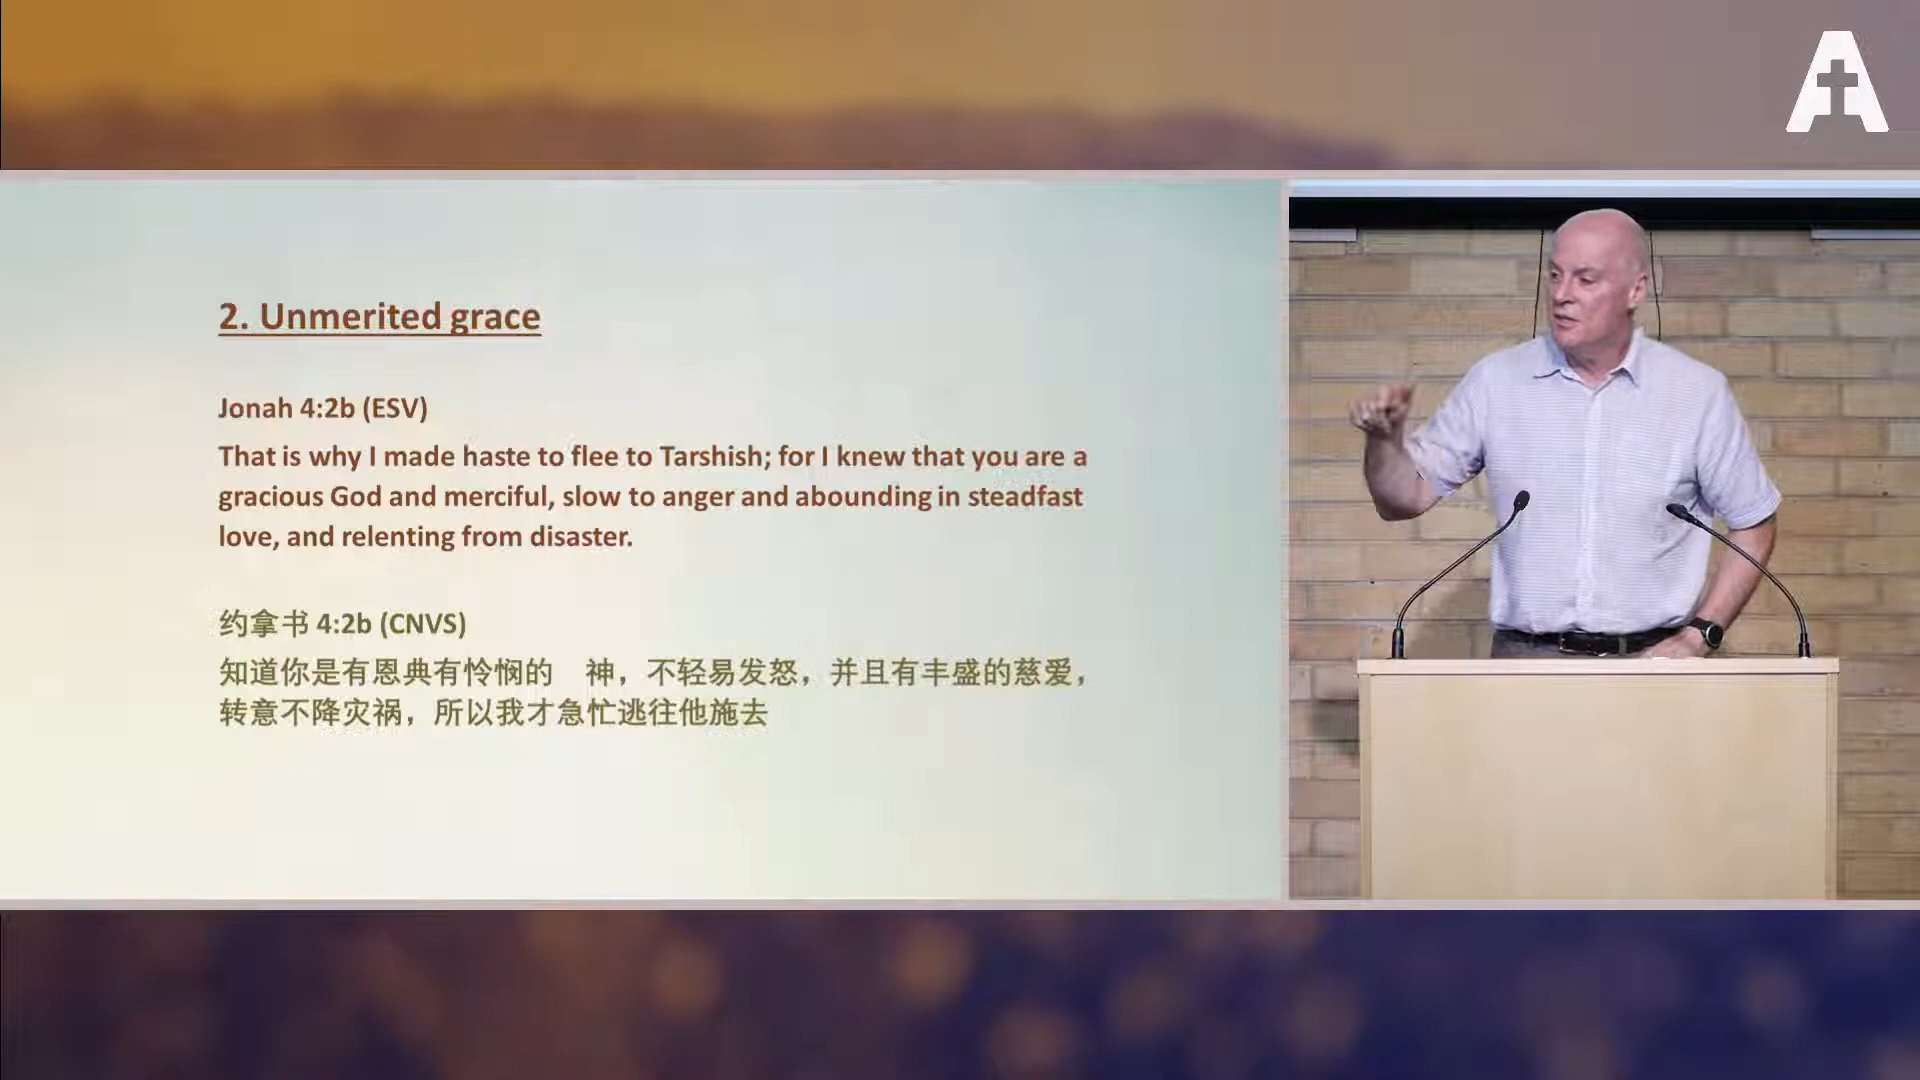 A
2. Unmerited grace
Jonah 4:2b (ESV)
That is why I made haste to flee to Tarshish; for I knew that you are a
gracious God and merciful, slow to anger and abounding in steadfast
love, and relenting from disaster.
约拿书 4:2b (CNVS)
知道你是有恩典有怜悯的　神，不轻易发怒，并且有丰盛的慈爱，
转意不降灾祸，所以我才急忙逃往他施去